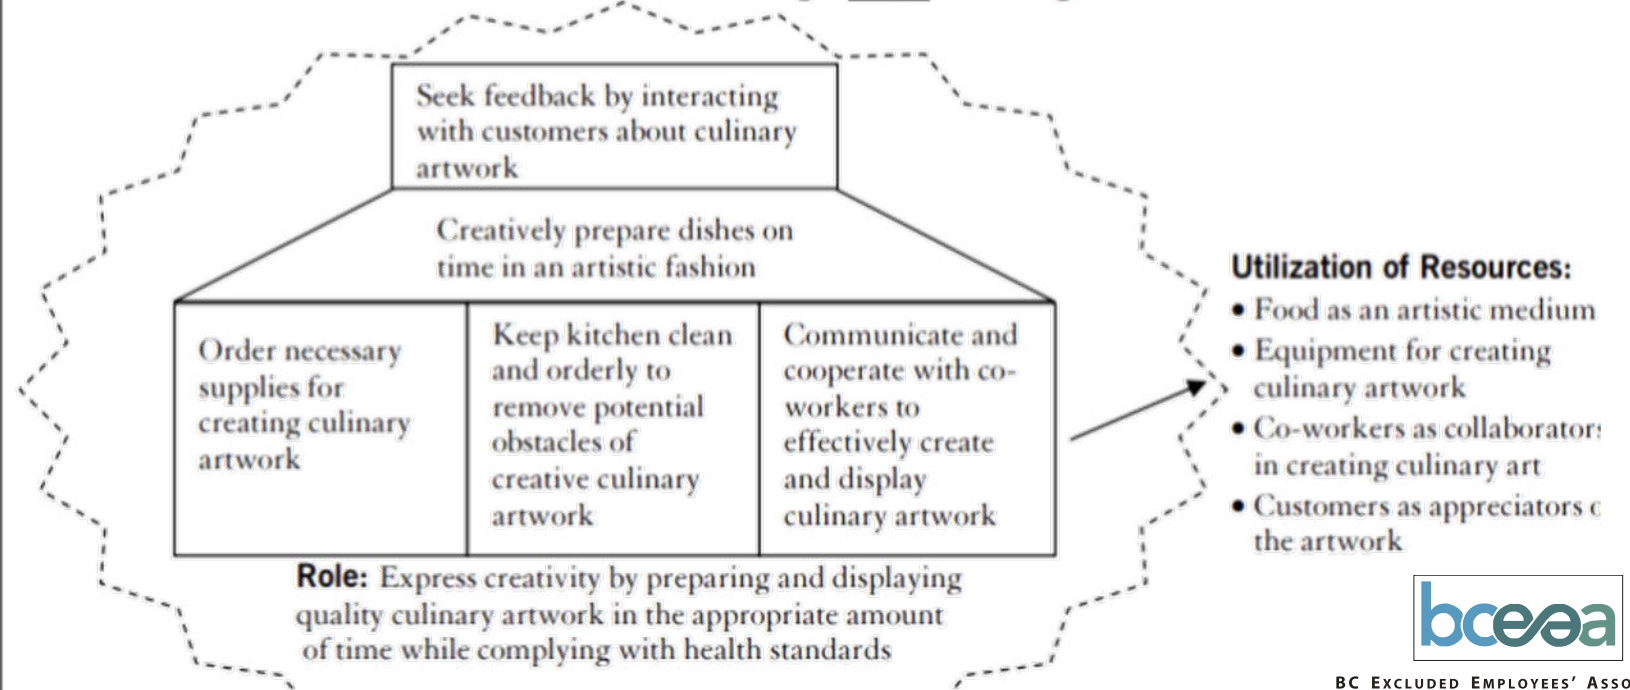 Seek feedback by interacting
with customers about culinary
artwork
Creatively prepare dishes on
time in an artistic fashion
Order necessary
supplies for
creating culinary
artwork
Keep kitchen clean
and orderly to
remove potential
obstacles of
creative culinary
artwork
Communicate and
cooperate with co-
workers to
effectively create
and display
culinary artwork
Role: Express creativity by preparing and displaying
quality culinary artwork in the appropriate amount
of time while complying with health standards
Utilization of Resources:
• Food as an artistic medium
• Equipment for creating
culinary artwork
• Co-workers as collaborators
in creating culinary art
• Customers as appreciators
the artwork
bceea
BC EXCLUDED EMPLOYEES' ASSO